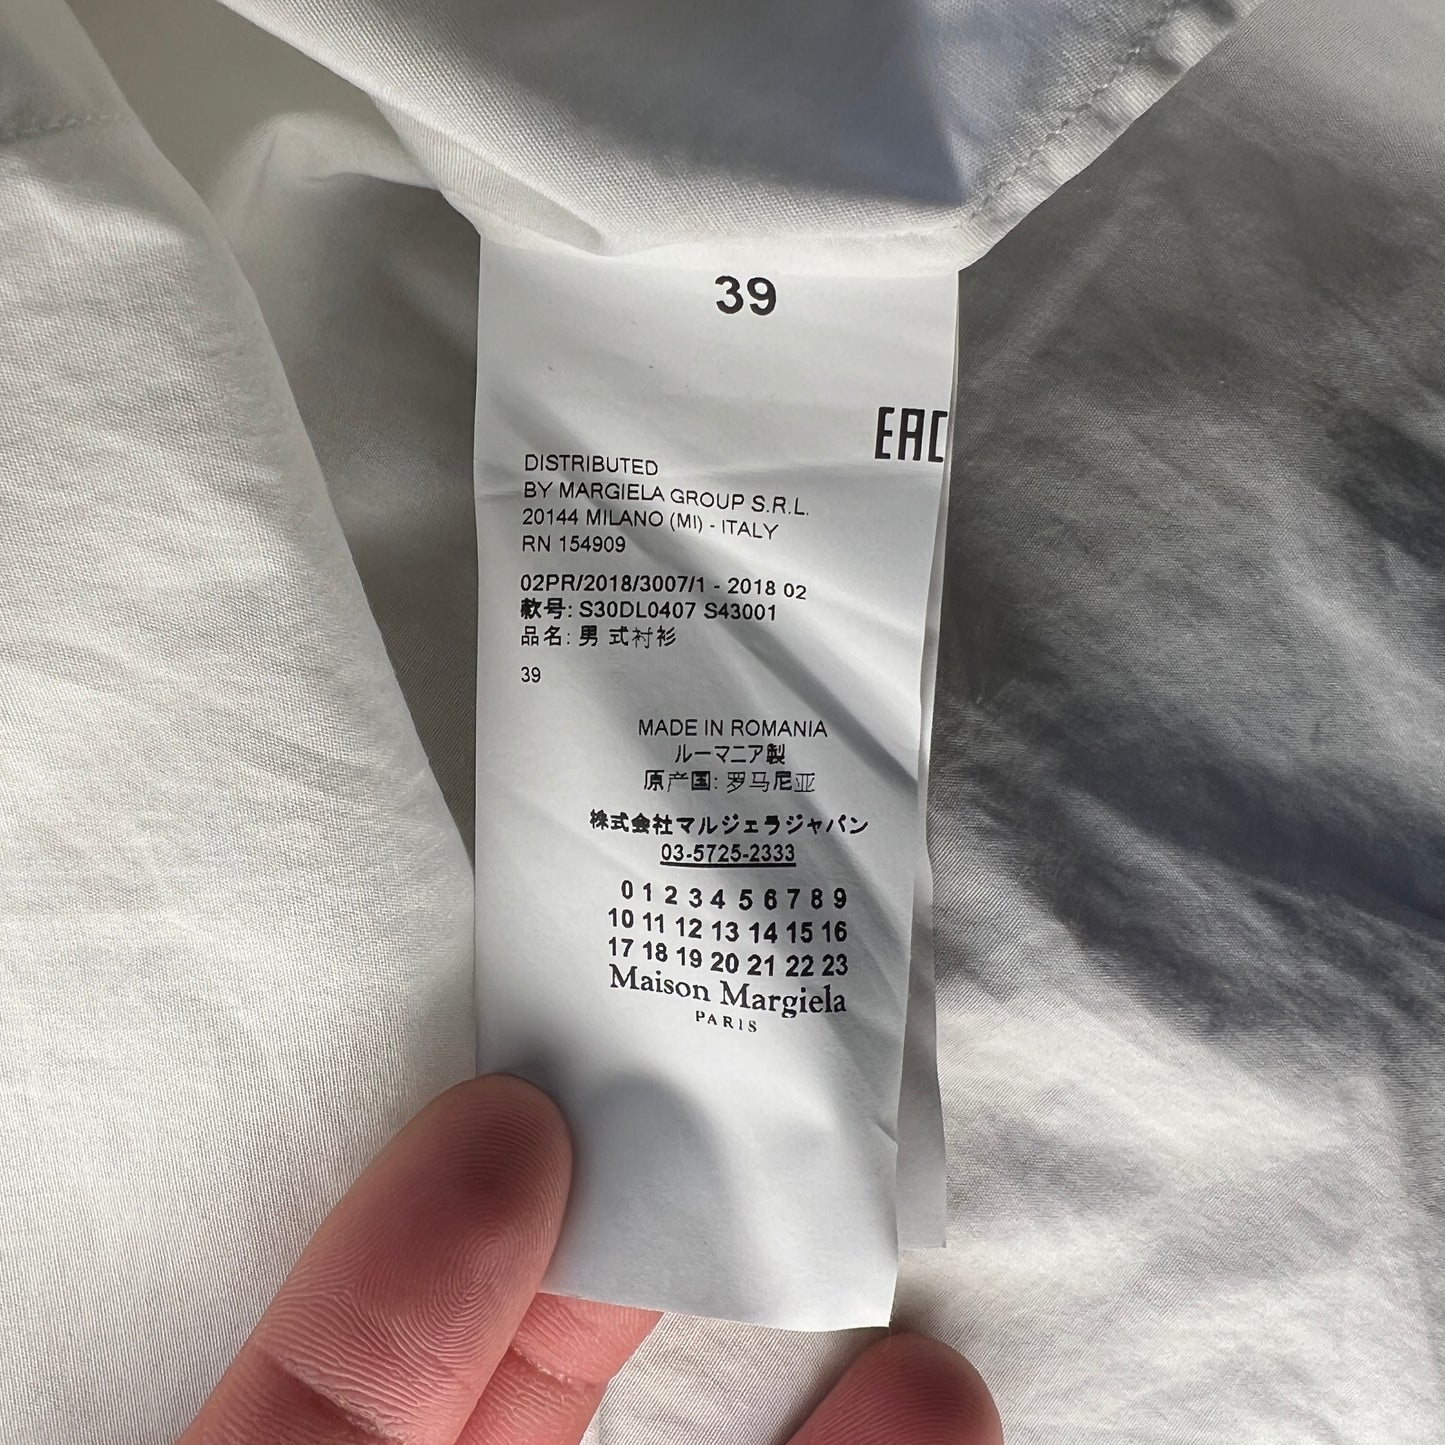 39
EAC
DISTRIBUTED
BY MARGIELA GROUP S.R.L.
20144 MILANO (MI) - ITALY
RN 154909
02PR/2018/3007/1 - 2018 02
款号: S30DL0407 S43001
品名: 男 式衬衫
39
MADE IN ROMANIA
ルーマニア製
原产国: 罗马尼亚
株式会社マルジェラジャパン
03-5725-2333
0 1 2 3 4 5 6 7 8 9
10 11 12 13 14 15 16
17 18 19 20 21 22 23
Maison Margiela
PARIS